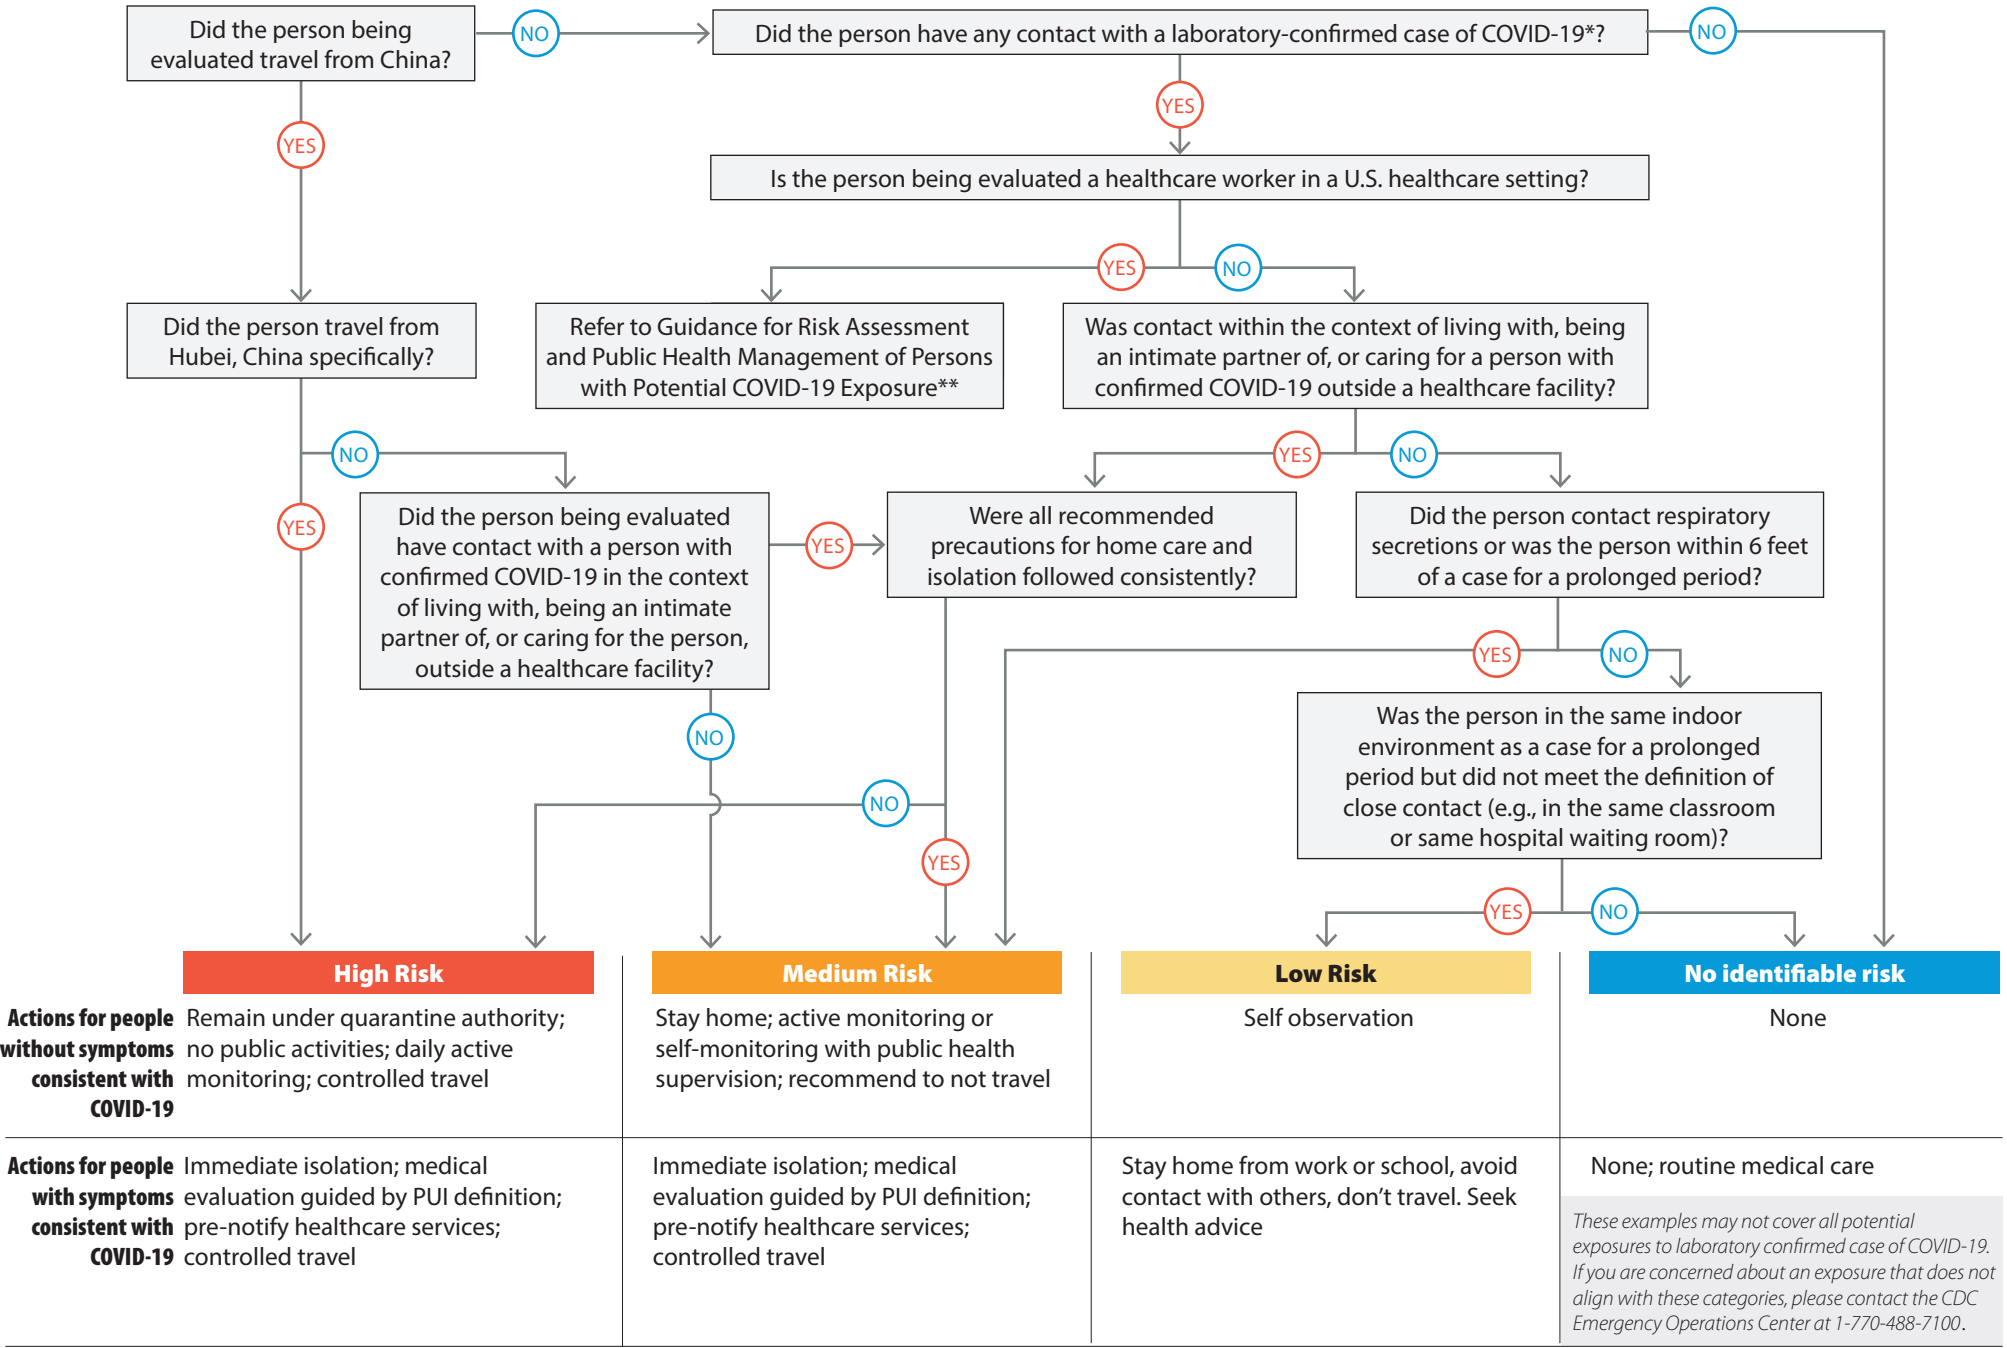 Did the person being
evaluated travel from China?
NO
Did the person have any contact with a laboratory-confirmed case of COVID-19*?
NO
YES
YES
Is the person being evaluated a healthcare worker in a U.S. healthcare setting?
YES
NO
Did the person travel from
Hubei, China specifically?
Refer to Guidance for Risk Assessment
and Public Health Management of Persons
with Potential COVID-19 Exposure**
Was contact within the context of living with, being
an intimate partner of, or caring for a person with
confirmed COVID-19 outside a healthcare facility?
NO
YES
NO
YES
Did the person being evaluated
have contact with a person with
confirmed COVID-19 in the context
of living with, being an intimate
partner of, or caring for the person,
outside a healthcare facility?
YES
Were all recommended
precautions for home care and
isolation followed consistently?
Did the person contact respiratory
secretions or was the person within 6 feet
of a case for a prolonged period?
YES
NO
NO
Was the person in the same indoor
environment as a case for a prolonged
period but did not meet the definition of
close contact (e.g., in the same classroom
or same hospital waiting room)?
NO
YES
YES
NO
High Risk
Medium Risk
Low Risk
No identifiable risk
Actions for people
without symptoms
consistent with
COVID-19
Remain under quarantine authority;
no public activities; daily active
monitoring; controlled travel
Stay home; active monitoring or
self-monitoring with public health
supervision; recommend to not travel
Self observation
None
Actions for people
with symptoms
consistent with
COVID-19
Immediate isolation; medical
evaluation guided by PUI definition;
pre-notify healthcare services;
controlled travel
Immediate isolation; medical
evaluation guided by PUI definition;
pre-notify healthcare services;
controlled travel
Stay home from work or school, avoid
contact with others, don’t travel. Seek
health advice
None; routine medical care
These examples may not cover all potential
exposures to laboratory confirmed case of COVID-19.
If you are concerned about an exposure that does not
align with these categories, please contact the CDC
Emergency Operations Center at 1-770-488-7100.